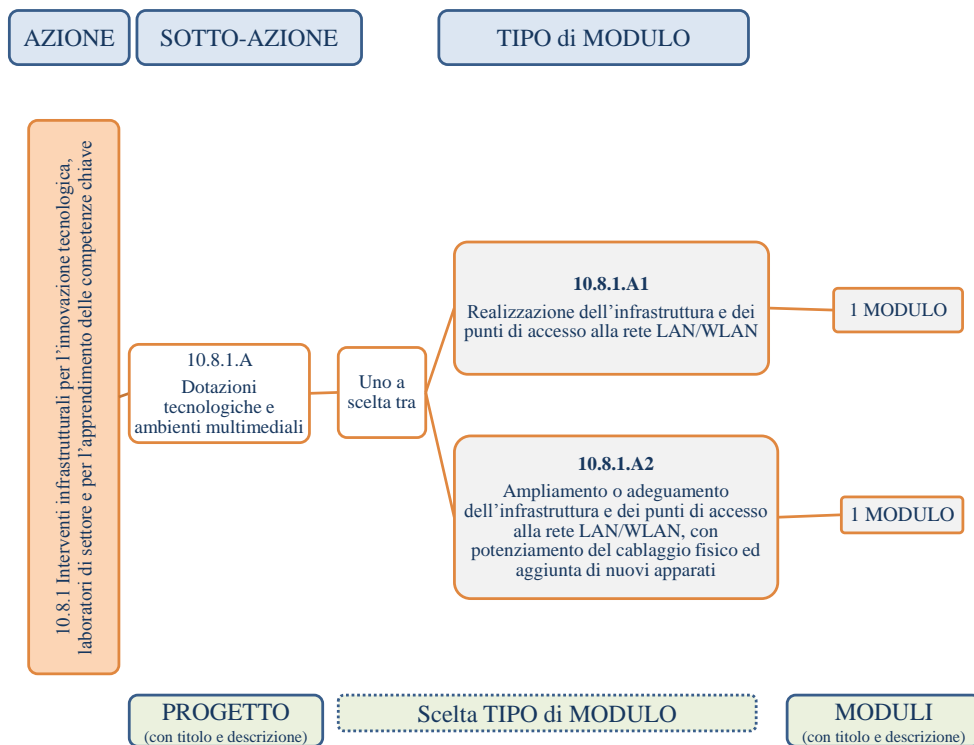 AZIONE
SOTTO-AZIONE
TIPO di MODULO
10.8.1 Interventi infrastrutturali per l’innovazione tecnologica,
laboratori di settore e per l’apprendimento delle competenze chiave
10.8.1.A
Dotazioni
tecnologiche e
ambienti multimediali
Uno a
scelta tra
10.8.1.A1
Realizzazione dell’infrastruttura e dei
punti di accesso alla rete LAN/WLAN
1 MODULO
10.8.1.A2
Ampliamento o adeguamento
dell’infrastruttura e dei punti di accesso
alla rete LAN/WLAN, con
potenziamento del cablaggio fisico ed
aggiunta di nuovi apparati
1 MODULO
PROGETTO
(con titolo e descrizione)
Scelta TIPO di MODULO
MODULI
(con titolo e descrizione)